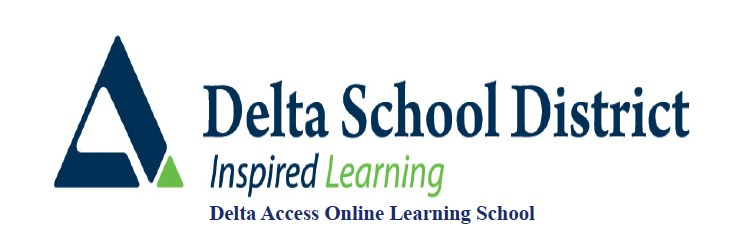 Delta School District
Inspired Learning
Delta Access Online Learning School